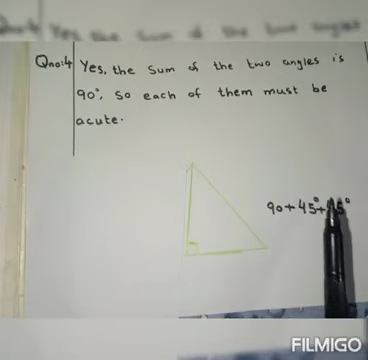 Qno:4 Yes, the sum of the two angles is
90°, so each of them must be
acute.
90+45°+45°
FILMIGO